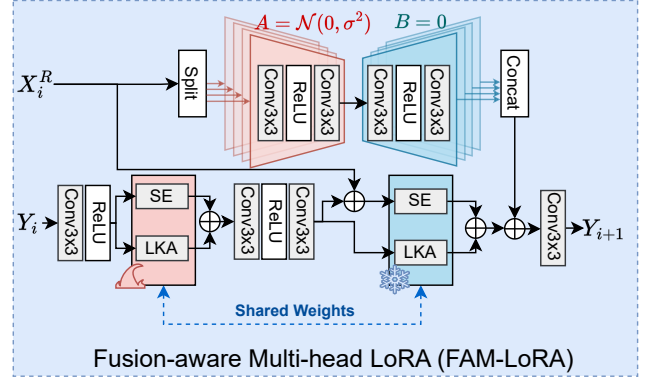 A = N(0, σ²) B = 0
X_i^R
Split
Conv3x3
ReLU
Conv3x3
Conv3x3
ReLU
Conv3x3
Concat
Y_i
Conv3x3
ReLU
SE
LKA
Conv3x3
ReLU
Conv3x3
SE
LKA
Conv3x3
Y_{i+1}
Shared Weights
Fusion-aware Multi-head LoRA (FAM-LoRA)